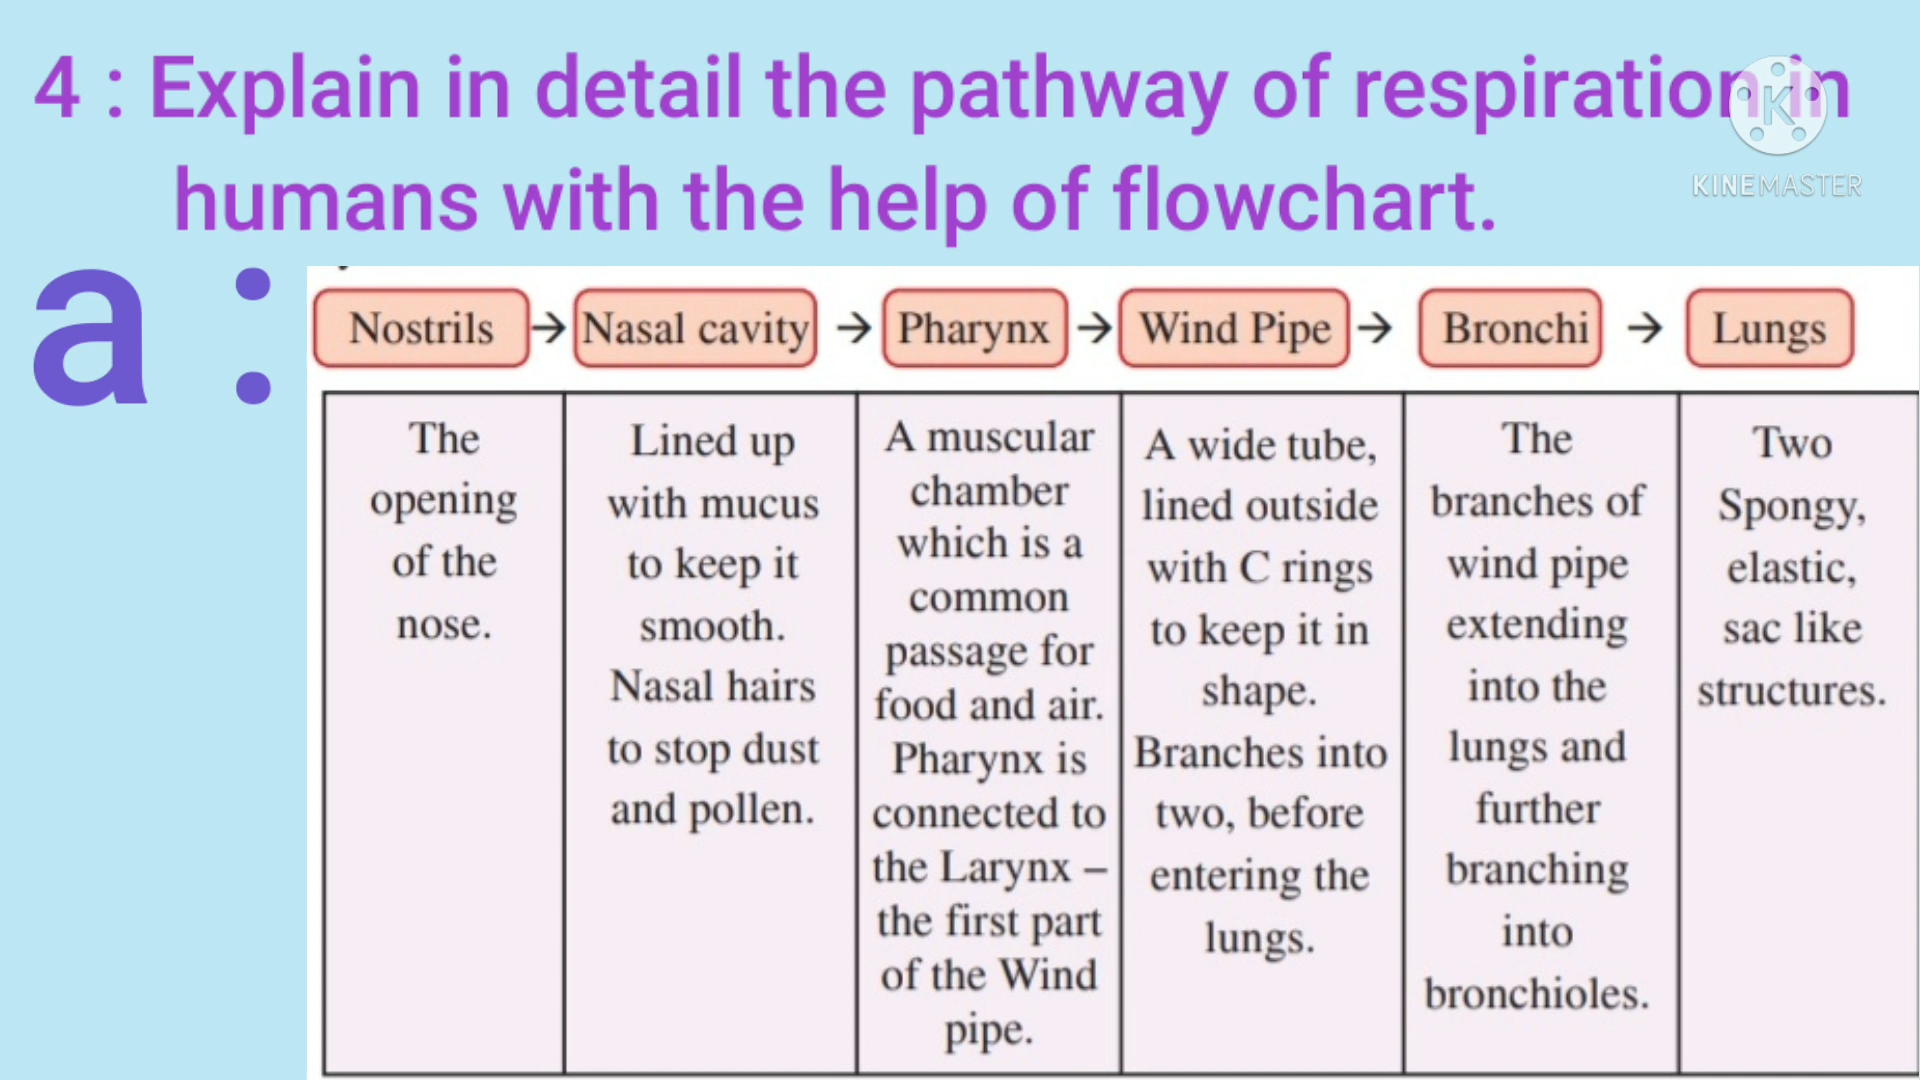 4 : Explain in detail the pathway of respiration in
humans with the help of flowchart.
KINEMASTER
a :
Nostrils → Nasal cavity → Pharynx → Wind Pipe → Bronchi → Lungs
The
opening
of the
nose.
Lined up
with mucus
to keep it
smooth.
Nasal hairs
to stop dust
and pollen.
A muscular
chamber
which is a
common
passage for
food and air.
Pharynx is
connected to
the Larynx –
the first part
of the Wind
pipe.
A wide tube,
lined outside
with C rings
to keep it in
shape.
Branches into
two, before
entering the
lungs.
The
branches of
wind pipe
extending
into the
lungs and
further
branching
into
bronchioles.
Two
Spongy,
elastic,
sac like
structures.